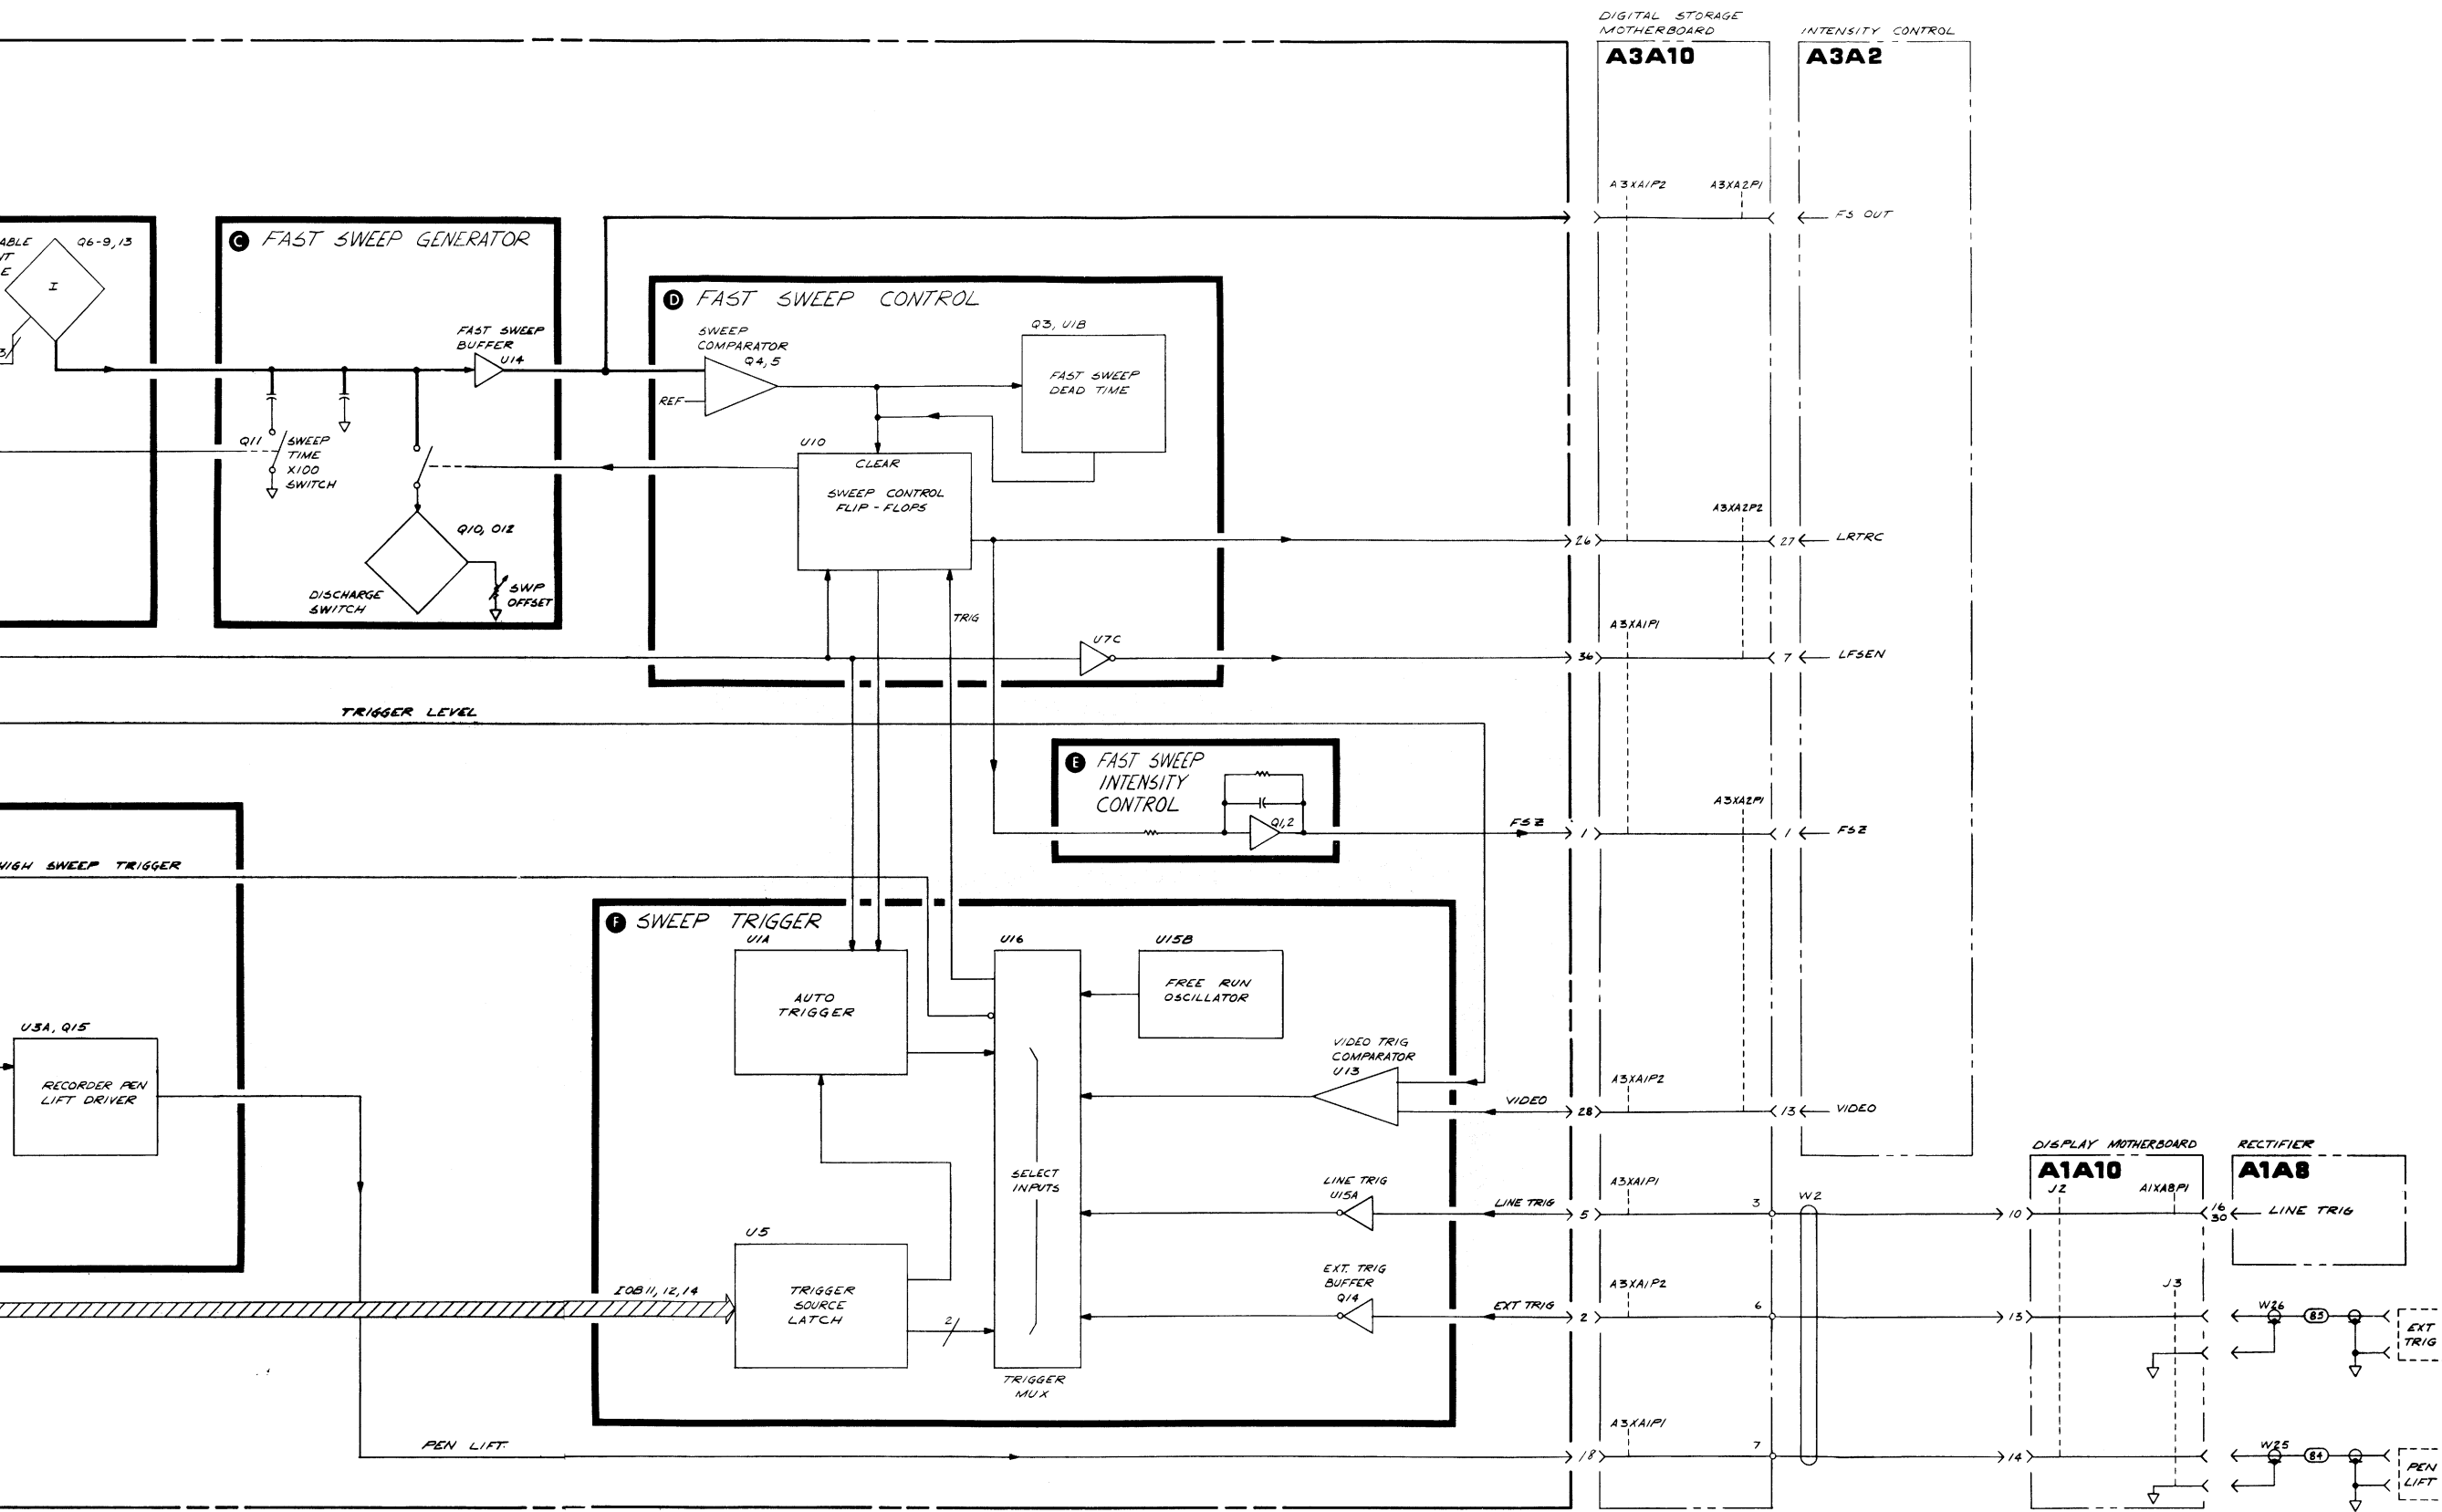 DIGITAL STORAGE
MOTHERBOARD
A3A10
INTENSITY CONTROL
A3A2
A3XA1P2
A3XA2P1
FS OUT
ABLE
NT
E
Q6-9, 13
I
3
C FAST SWEEP GENERATOR
FAST SWEEP
BUFFER
U14
Q11
SWEEP
TIME
X100
SWITCH
Q10, Q12
DISCHARGE
SWITCH
SWP
OFFSET
D FAST SWEEP CONTROL
SWEEP
COMPARATOR
Q4,5
REF
Q3, U1B
FAST SWEEP
DEAD TIME
U10
CLEAR
SWEEP CONTROL
FLIP-FLOPS
TRIG
U7C
A3XA2P2
26
27
LRTRC
A3XA1P1
36
7
LFSEN
TRIGGER LEVEL
E FAST SWEEP
INTENSITY
CONTROL
Q1,2
FSZ
1
A3XA2P1
1
FSZ
HIGH SWEEP TRIGGER
U3A, Q15
RECORDER PEN
LIFT DRIVER
F SWEEP TRIGGER
U1A
AUTO
TRIGGER
U16
SELECT
INPUTS
TRIGGER
MUX
U15B
FREE RUN
OSCILLATOR
VIDEO TRIG
COMPARATOR
U13
VIDEO
28
A3XA1P2
13
VIDEO
LINE TRIG
U15A
LINE TRIG
5
A3XA1P1
3
W2
10
DISPLAY MOTHERBOARD
A1A10
J2
A1XA8P1
16
30
RECTIFIER
A1A8
LINE TRIG
U5
TRIGGER
SOURCE
LATCH
IOB 11, 12, 14
2
EXT. TRIG
BUFFER
Q14
EXT TRIG
2
A3XA1P2
6
13
J3
W26
85
EXT
TRIG
PEN LIFT
18
A3XA1P1
7
14
W25
84
PEN
LIFT